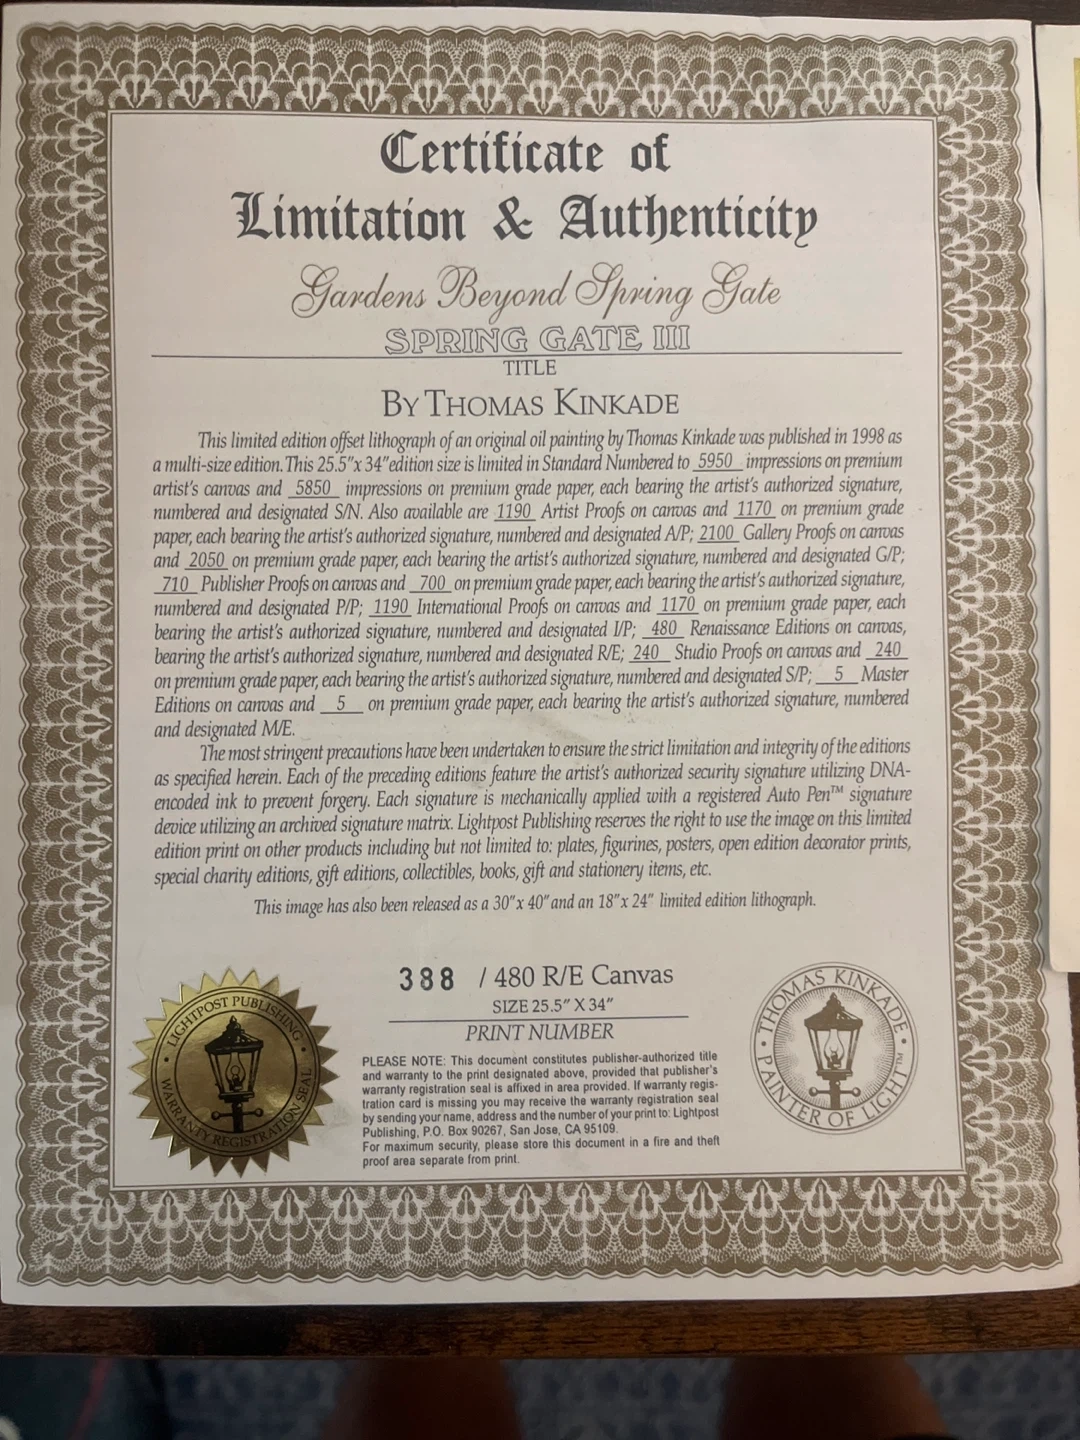 Certificate of
Limitation & Authenticity
Gardens Beyond Spring Gate
SPRING GATE III
TITLE
BY THOMAS KINKADE
This limited edition offset lithograph of an original oil painting by Thomas Kinkade was published in 1998 as
a multi-size edition. This 25.5"x 34" edition size is limited in Standard Numbered to 5950 impressions on premium
artist's canvas and 5850 impressions on premium grade paper, each bearing the artist's authorized signature,
numbered and designated S/N. Also available are 1190 Artist Proofs on canvas and 1170 on premium grade
paper, each bearing the artist's authorized signature, numbered and designated A/P; 2100 Gallery Proofs on canvas
and 2050 on premium grade paper, each bearing the artist's authorized signature, numbered and designated G/P;
710 Publisher Proofs on canvas and 700 on premium grade paper, each bearing the artist's authorized signature,
numbered and designated P/P; 1190 International Proofs on canvas and 1170 on premium grade paper, each
bearing the artist's authorized signature, numbered and designated I/P; 480 Renaissance Editions on canvas,
bearing the artist's authorized signature, numbered and designated R/E; 240 Studio Proofs on canvas and 240
on premium grade paper, each bearing the artist's authorized signature, numbered and designated S/P; 5 Master
Editions on canvas and 5 on premium grade paper, each bearing the artist's authorized signature, numbered
and designated M/E.
The most stringent precautions have been undertaken to ensure the strict limitation and integrity of the editions
as specified herein. Each of the preceding editions feature the artist's authorized security signature utilizing DNA-
encoded ink to prevent forgery. Each signature is mechanically applied with a registered Auto Pen™ signature
device utilizing an archived signature matrix. Lightpost Publishing reserves the right to use the image on this limited
edition print on other products including but not limited to: plates, figurines, posters, open edition decorator prints,
special charity editions, gift editions, collectibles, books, gift and stationery items, etc.
This image has also been released as a 30"x 40" and an 18"x 24" limited edition lithograph.
388 / 480 R/E Canvas
SIZE 25.5" X 34"
PRINT NUMBER
PLEASE NOTE: This document constitutes publisher-authorized title
and warranty to the print designated above, provided that publisher's
warranty registration seal is affixed in area provided. If warranty regis-
tration card is missing you may receive the warranty registration seal
by sending your name, address and the number of your print to: Lightpost
Publishing, P.O. Box 90267, San Jose, CA 95109.
For maximum security, please store this document in a fire and theft
proof area separate from print.
LIGHTPOST PUBLISHING
WARRANTY REGISTRATION SEAL
THOMAS KINKADE
PAINTER OF LIGHT™